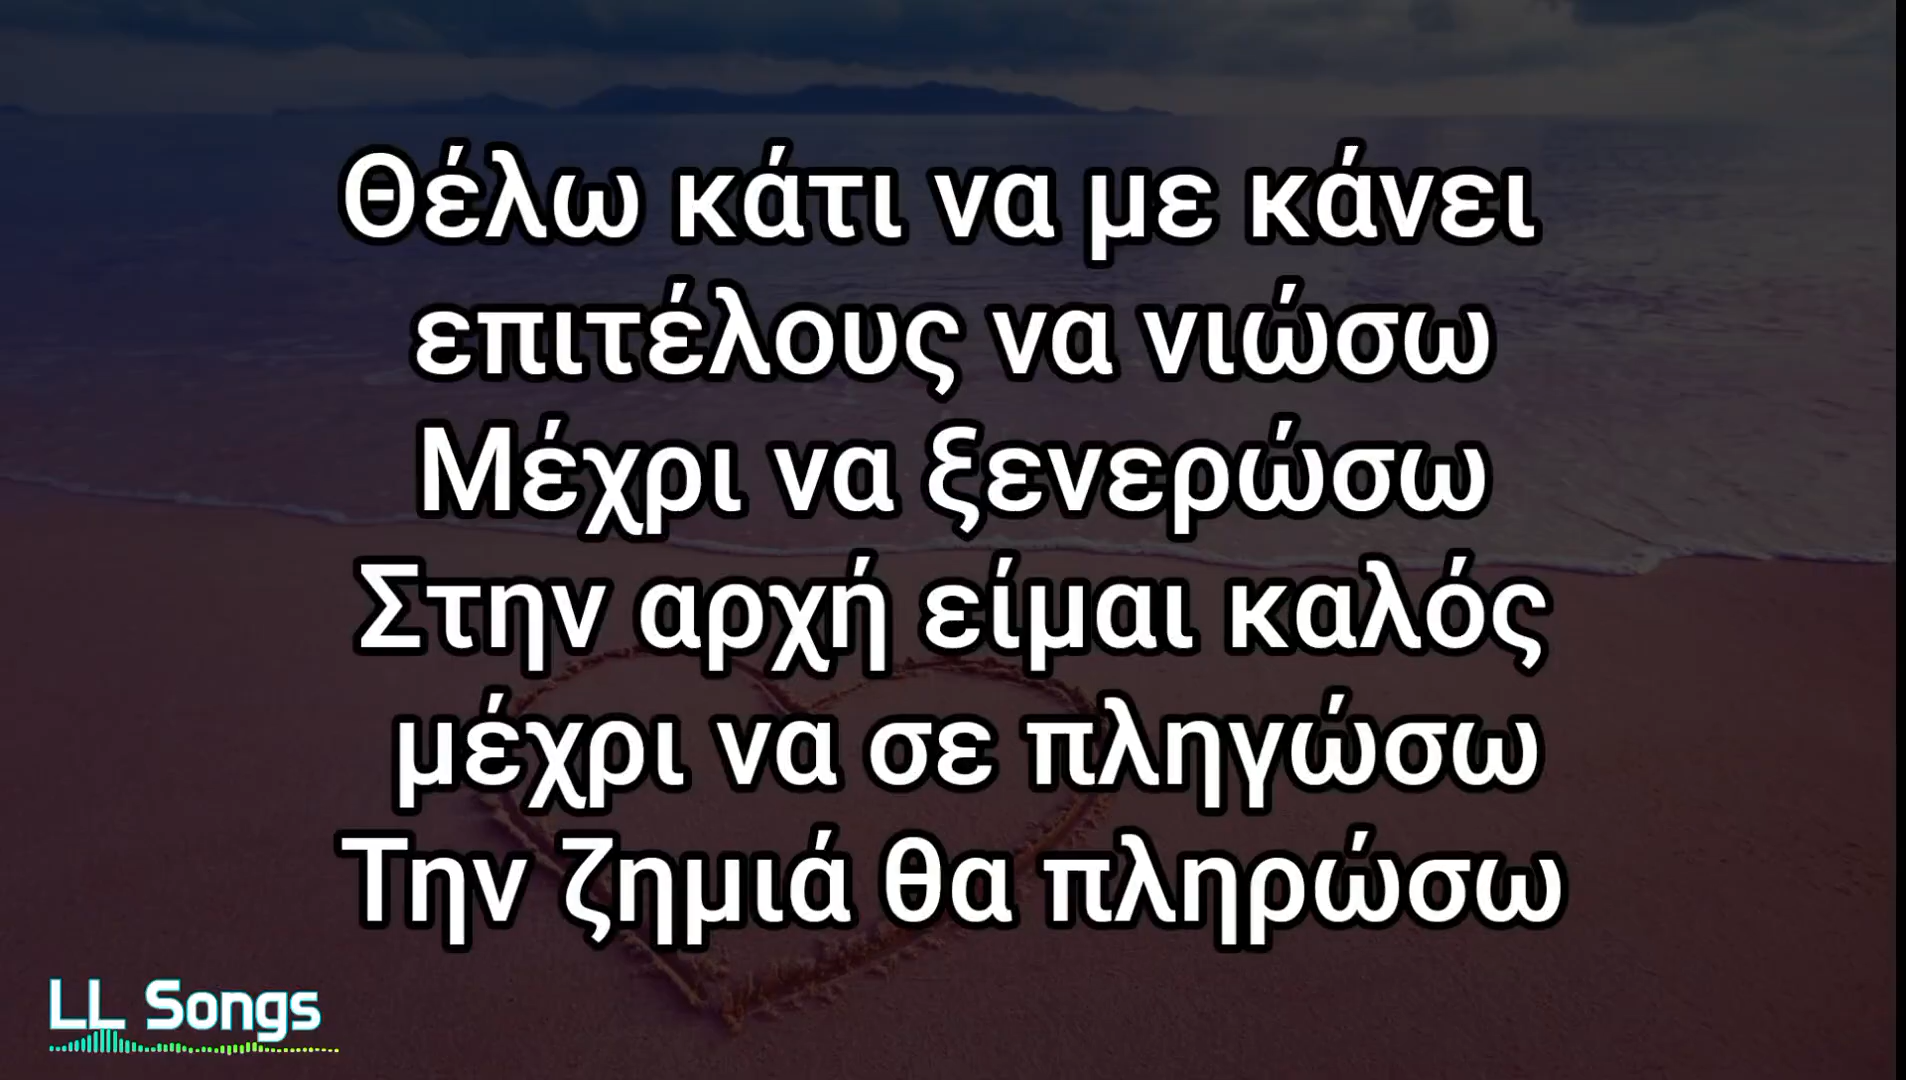 Θέλω κάτι να με κάνει
επιτέλους να νιώσω
Μέχρι να ξενερώσω
Στην αρχή είμαι καλός
μέχρι να σε πληγώσω
Την ζημιά θα πληρώσω
LL Songs